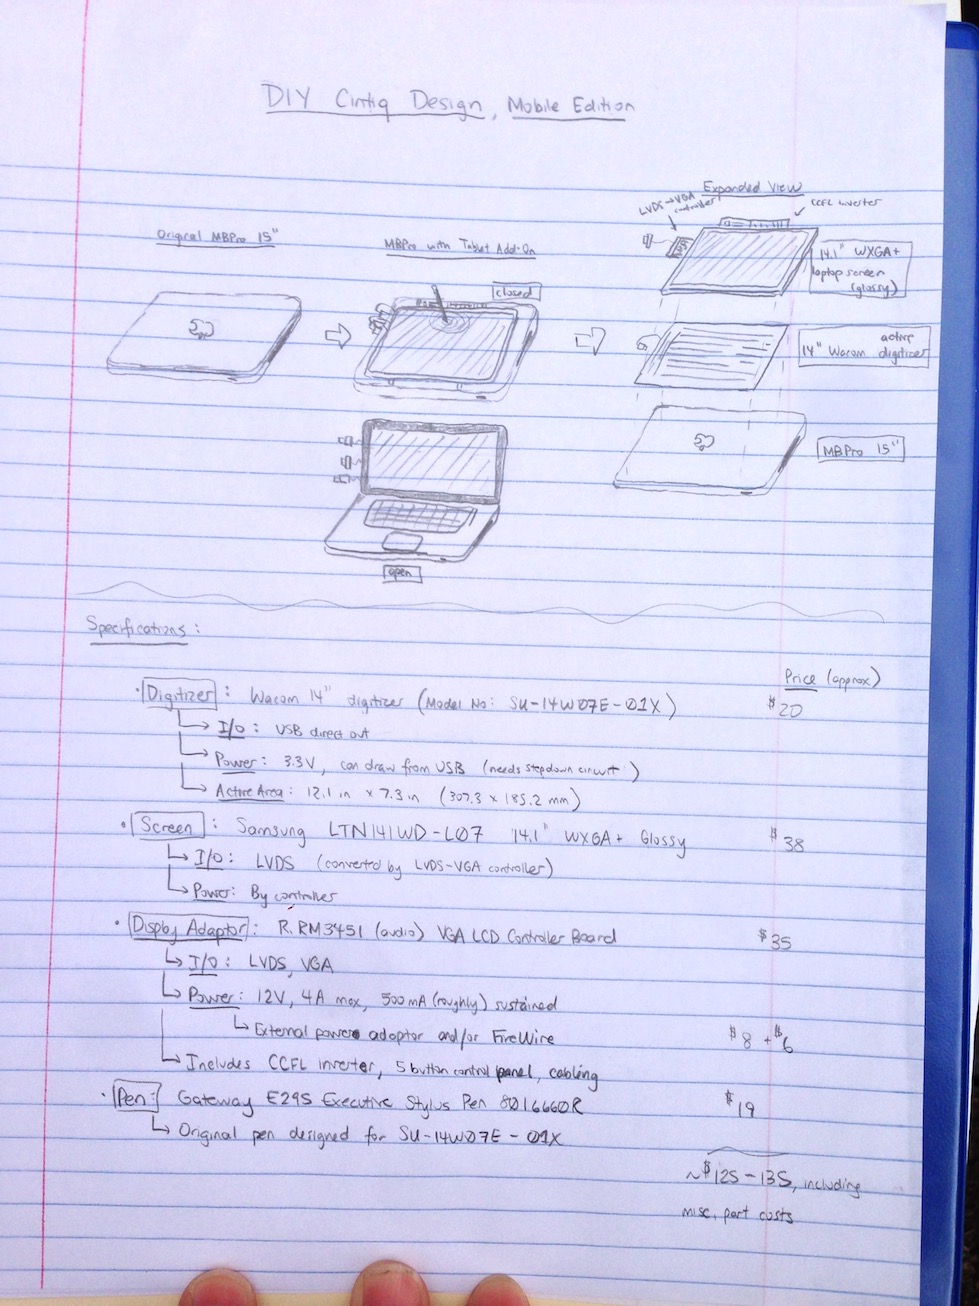 DIY Cintiq Design, Mobile Edition
Original MBPro 15"
MBPro with Tablet Add-On
closed
open
Expanded View
LVDS→VGA
controller
CCFL Inverter
14.1" WXGA+
laptop screen
(glossy)
active
14" Wacom digitizer
MBPro 15"
Specifications:
Price (approx)
· Digitizer: Wacom 14" digitizer (Model No: SU-14W07E-01X) $20
↳ I/O: USB direct out
↳ Power: 3.3V, can draw from USB (needs stepdown circuit)
↳ Active Area: 12.1 in x 7.3 in (307.3 x 185.2 mm)
· Screen: Samsung LTN141WD-L07 14.1" WXGA+ Glossy $38
↳ I/O: LVDS (converted by LVDS-VGA controller)
↳ Power: By controller
· Display Adaptor: R.RM3451 (audio) VGA LCD Controller Board $35
↳ I/O: LVDS, VGA
↳ Power: 12V, 4A max, 500mA (roughly) sustained
↳ External power adaptor and/or FireWire $8 + $6
↳ Includes CCFL inverter, 5 button control panel, cabling
· Pen: Gateway E295 Executive Stylus Pen 8016660R $19
↳ Original pen designed for SU-14W07E-01X
~$125-135, including
misc. part costs